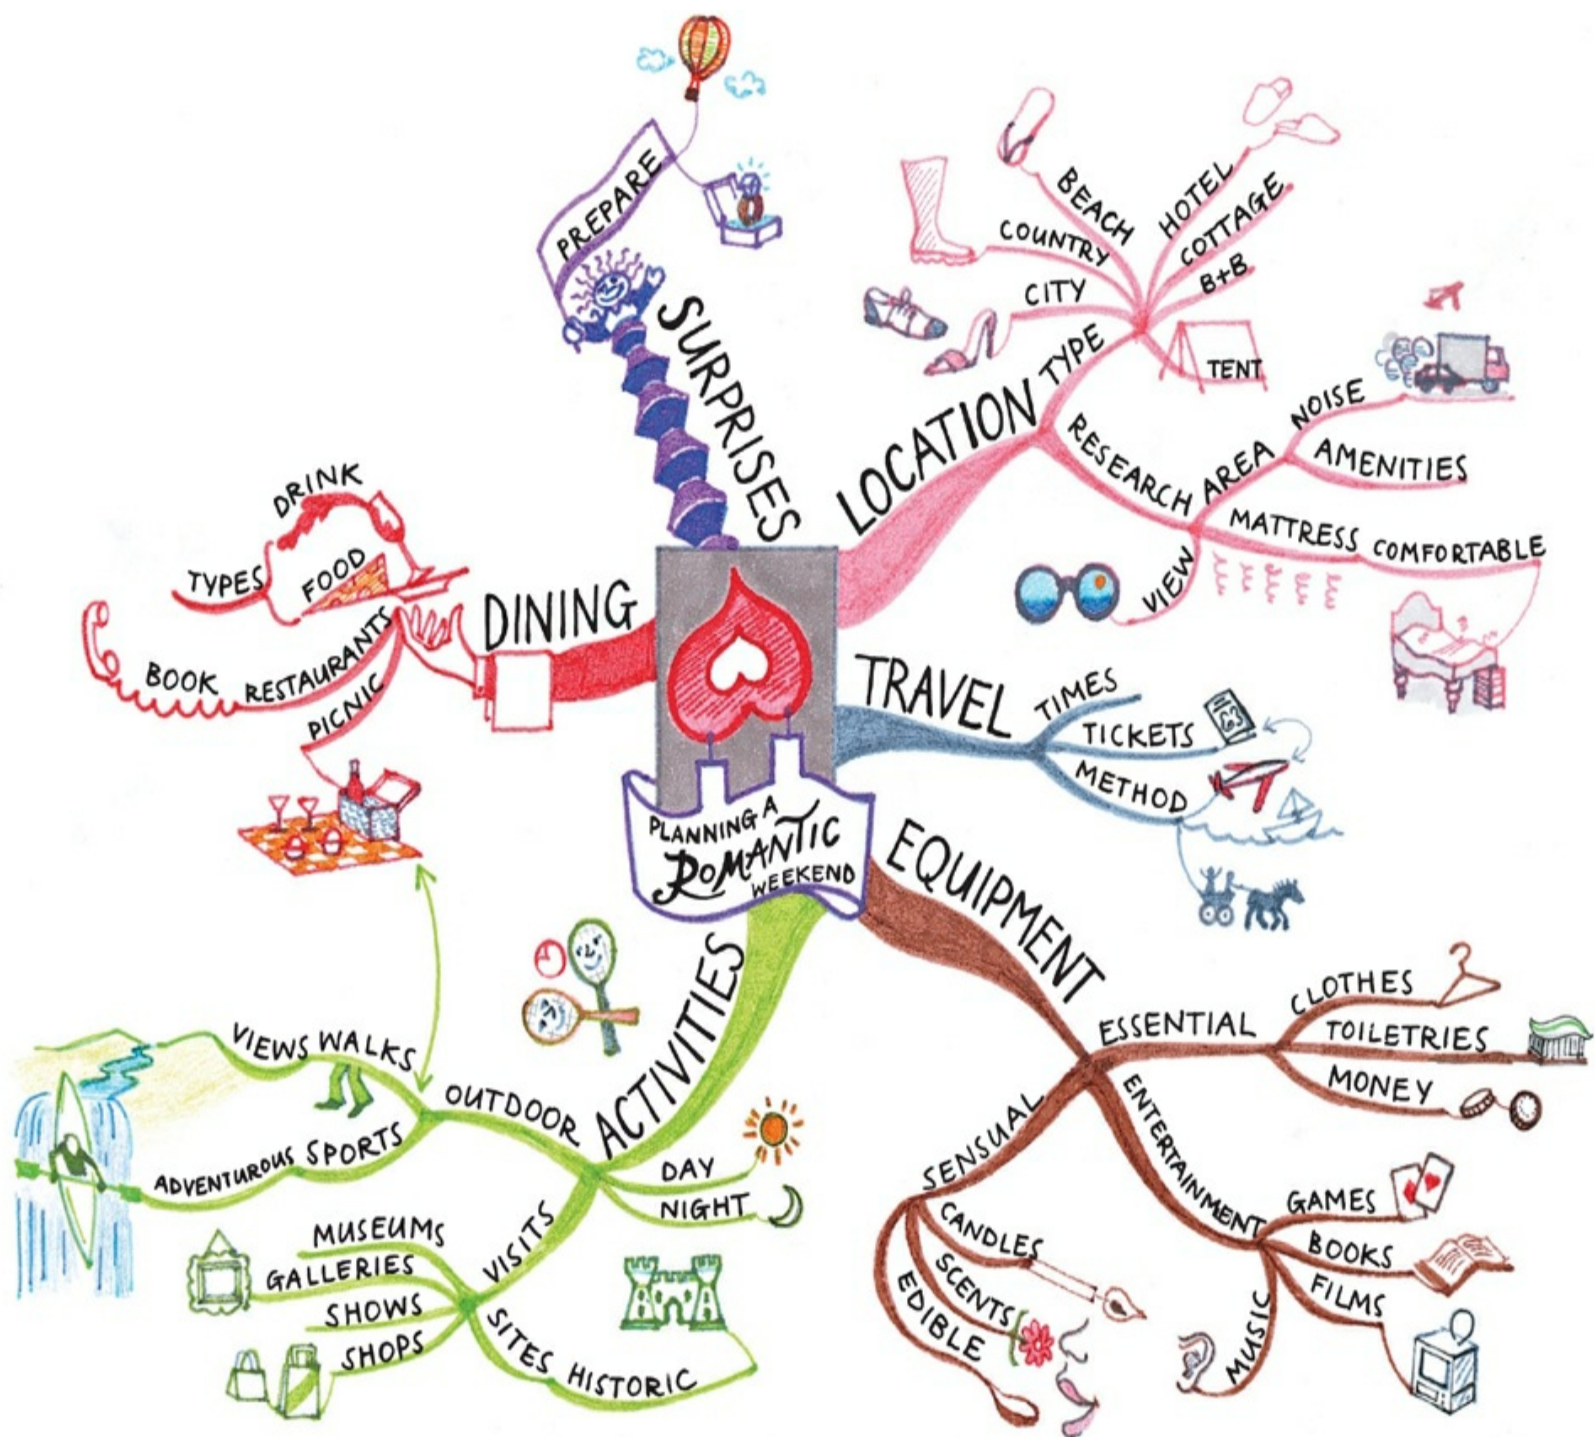 PLANNING A
ROMANTIC
WEEKEND
SURPRISES
PREPARE
LOCATION
TYPE
BEACH
COUNTRY
CITY
HOTEL
COTTAGE
B+B
TENT
RESEARCH
AREA
NOISE
AMENITIES
MATTRESS COMFORTABLE
VIEW
TRAVEL
TIMES
TICKETS
METHOD
EQUIPMENT
ESSENTIAL
CLOTHES
TOILETRIES
MONEY
ENTERTAINMENT
GAMES
BOOKS
FILMS
MUSIC
SENSUAL
CANDLES
SCENTS
EDIBLE
ACTIVITIES
DAY
NIGHT
OUTDOOR
WALKS
VIEWS
SPORTS
ADVENTUROUS
VISITS
MUSEUMS
GALLERIES
SHOWS
SHOPS
SITES HISTORIC
DINING
DRINK
FOOD
TYPES
RESTAURANTS
BOOK
PICNIC